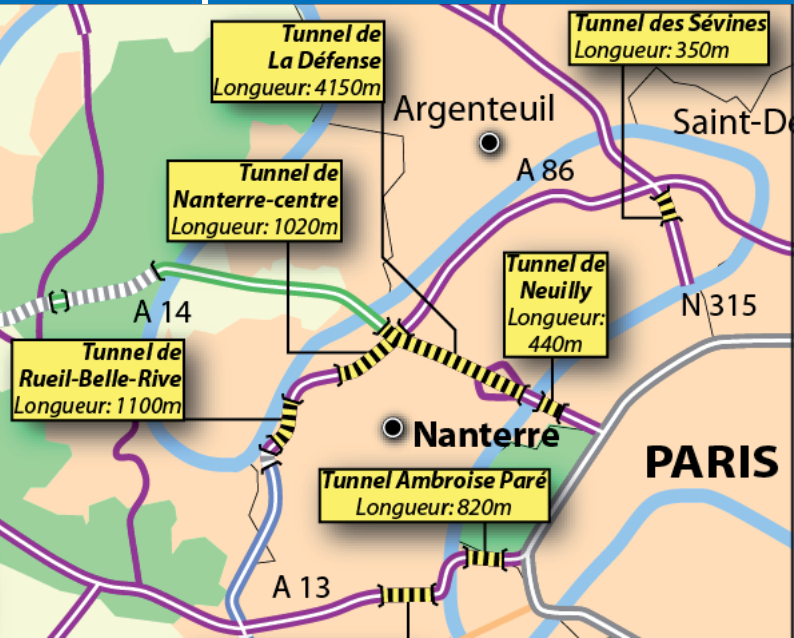 Tunnel de
La Défense
Longueur: 4150m
Tunnel des Sévines
Longueur: 350m
Argenteuil
Saint-De
A 86
Tunnel de
Nanterre-centre
Longueur: 1020m
Tunnel de
Neuilly
Longueur:
440m
N 315
A 14
Tunnel de
Rueil-Belle-Rive
Longueur: 1100m
Nanterre
PARIS
Tunnel Ambroise Paré
Longueur: 820m
A 13